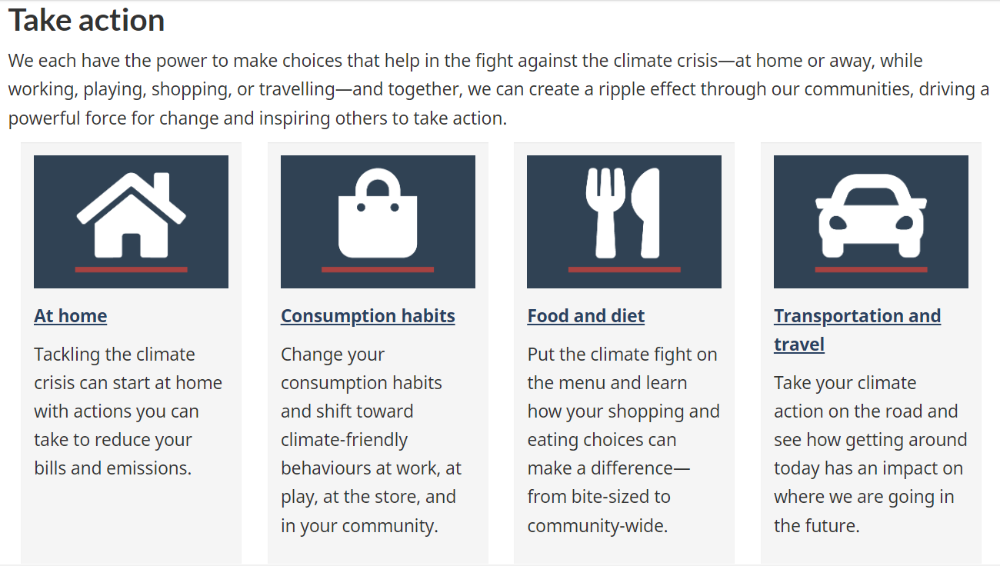 Take action
We each have the power to make choices that help in the fight against the climate crisis—at home or away, while
working, playing, shopping, or travelling—and together, we can create a ripple effect through our communities, driving a
powerful force for change and inspiring others to take action.
At home
Tackling the climate
crisis can start at home
with actions you can
take to reduce your
bills and emissions.
Consumption habits
Change your
consumption habits
and shift toward
climate-friendly
behaviours at work, at
play, at the store, and
in your community.
Food and diet
Put the climate fight on
the menu and learn
how your shopping and
eating choices can
make a difference—
from bite-sized to
community-wide.
Transportation and
travel
Take your climate
action on the road and
see how getting around
today has an impact on
where we are going in
the future.